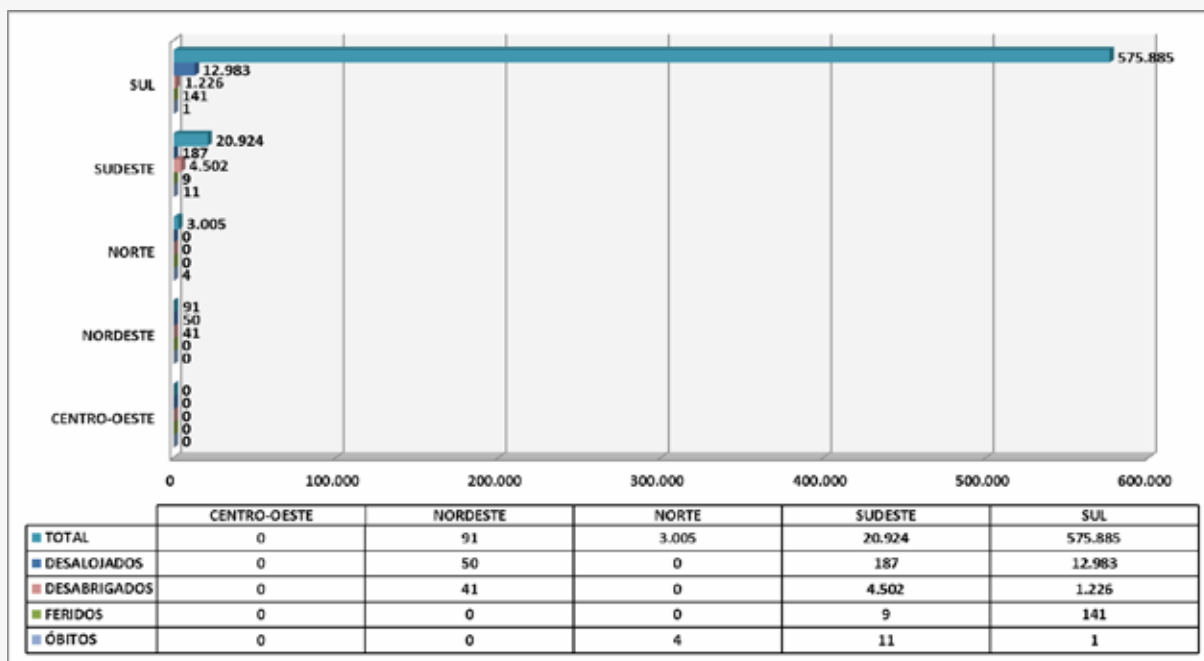 575.885
12.983
SUL
1.226
141
1
20.924
187
SUDESTE
4.502
9
11
3.005
0
NORTE
0
0
4
91
50
NORDESTE
41
0
0
0
0
CENTRO-OESTE
0
0
0
0 100.000 200.000 300.000 400.000 500.000 600.000
CENTRO-OESTE NORDESTE NORTE SUDESTE SUL
TOTAL 0 91 3.005 20.924 575.885
DESALOJADOS 0 50 0 187 12.983
DESABRIGADOS 0 41 0 4.502 1.226
FERIDOS 0 0 0 9 141
ÓBITOS 0 0 4 11 1